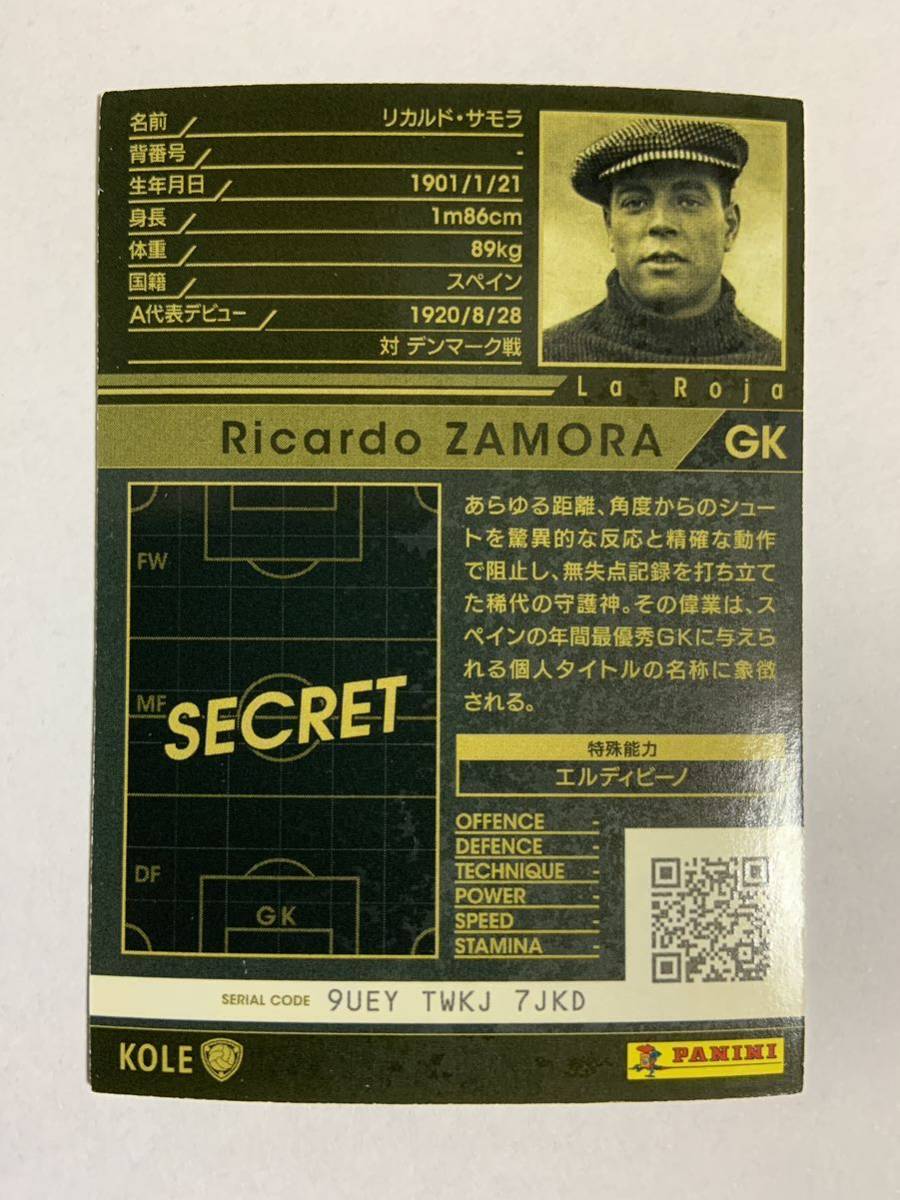 名前 リカルド・サモラ
背番号 -
生年月日 1901/1/21
身長 1m86cm
体重 89kg
国籍 スペイン
A代表デビュー 1920/8/28
対 デンマーク戦
La Roja
Ricardo ZAMORA GK
FW
MF
SECRET
DF
GK
あらゆる距離、角度からのシュー
トを驚異的な反応と精確な動作
で阻止し、無失点記録を打ち立て
た稀代の守護神。その偉業は、ス
ペインの年間最優秀GKに与えら
れる個人タイトルの名称に象徴
される。
特殊能力
エルディビーノ
OFFENCE -
DEFENCE -
TECHNIQUE -
POWER -
SPEED -
STAMINA -
SERIAL CODE 9UEY TWKJ 7JKD
KOLE
PANINI